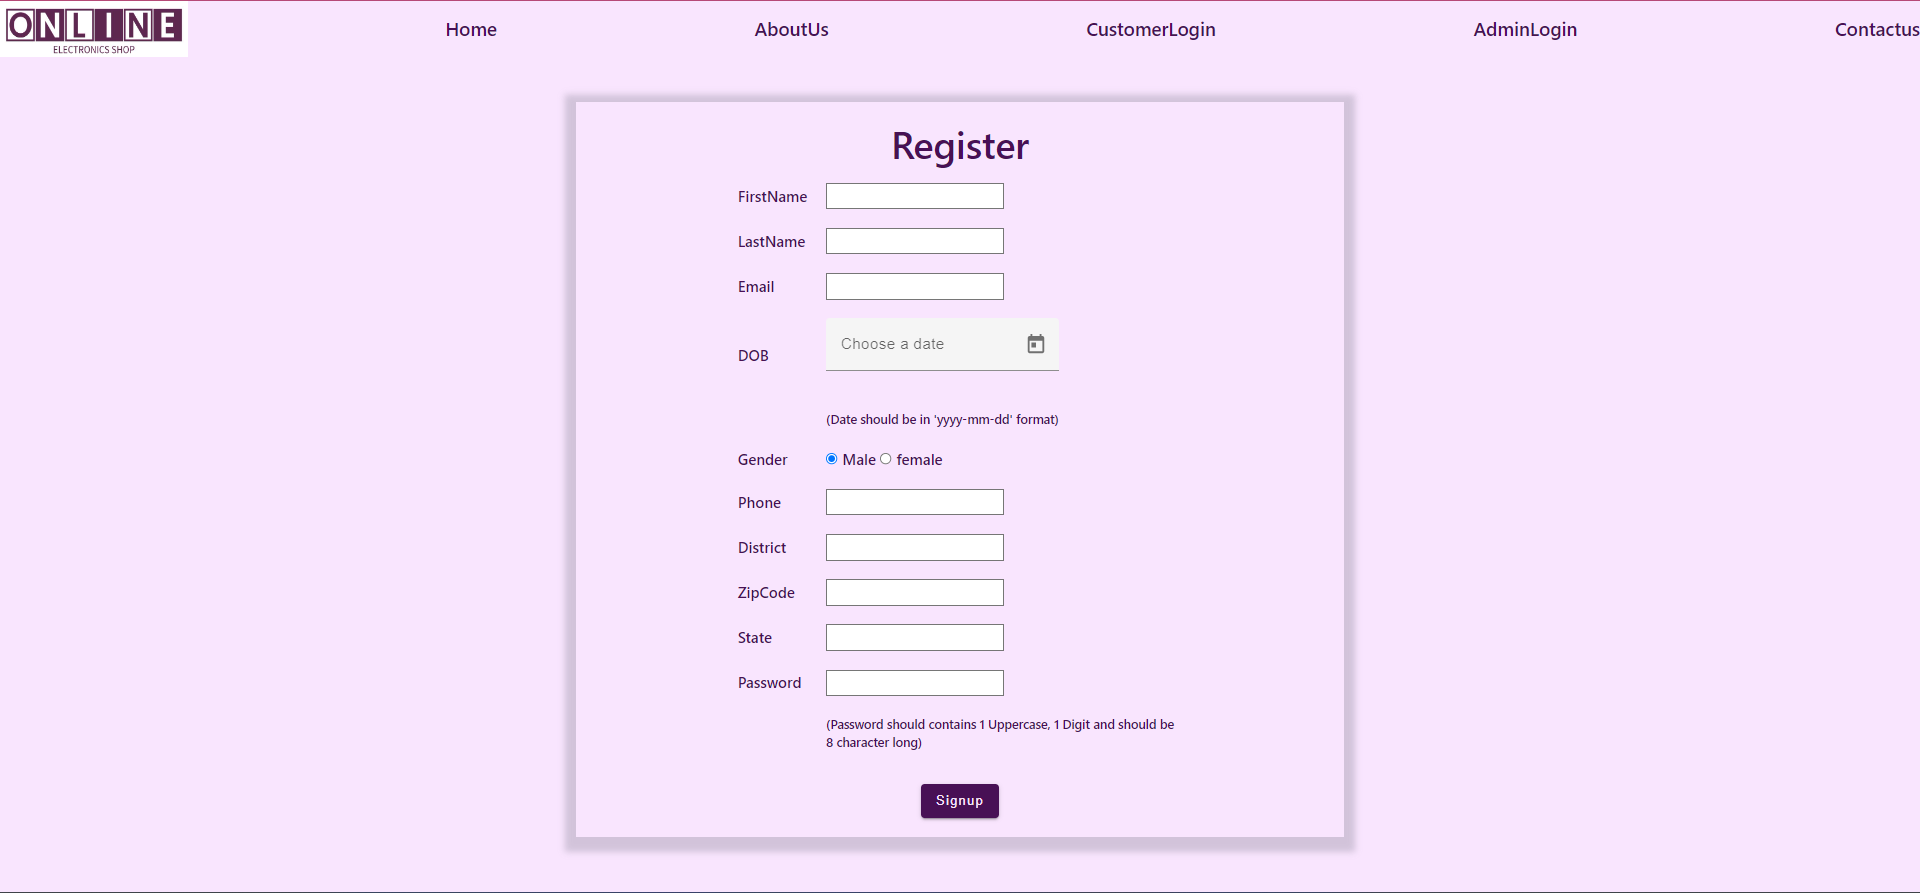 ONLINE
ELECTRONICS SHOP
Home AboutUs CustomerLogin AdminLogin Contactus
Register
FirstName
LastName
Email
DOB Choose a date
(Date should be in 'yyyy-mm-dd' format)
Gender Male female
Phone
District
ZipCode
State
Password
(Password should contains 1 Uppercase, 1 Digit and should be
8 character long)
Signup